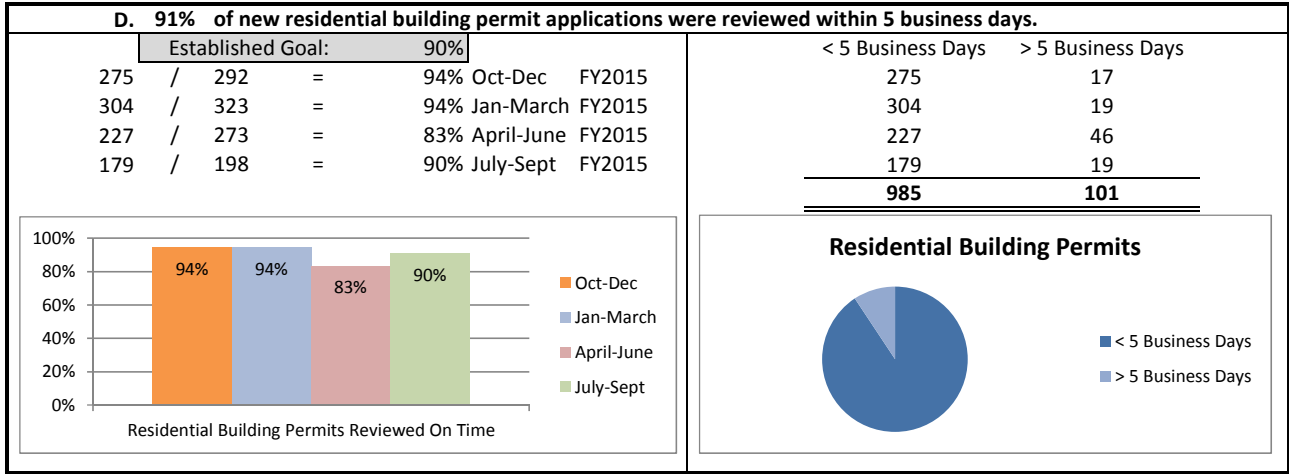 D. 91% of new residential building permit applications were reviewed within 5 business days.
Established Goal: 90%
275 / 292 = 94% Oct-Dec FY2015
304 / 323 = 94% Jan-March FY2015
227 / 273 = 83% April-June FY2015
179 / 198 = 90% July-Sept FY2015
< 5 Business Days > 5 Business Days
275 17
304 19
227 46
179 19
985 101
100%
80%
60%
40%
20%
0%
94%
94%
83%
90%
Residential Building Permits Reviewed On Time
Oct-Dec
Jan-March
April-June
July-Sept
Residential Building Permits
< 5 Business Days
> 5 Business Days